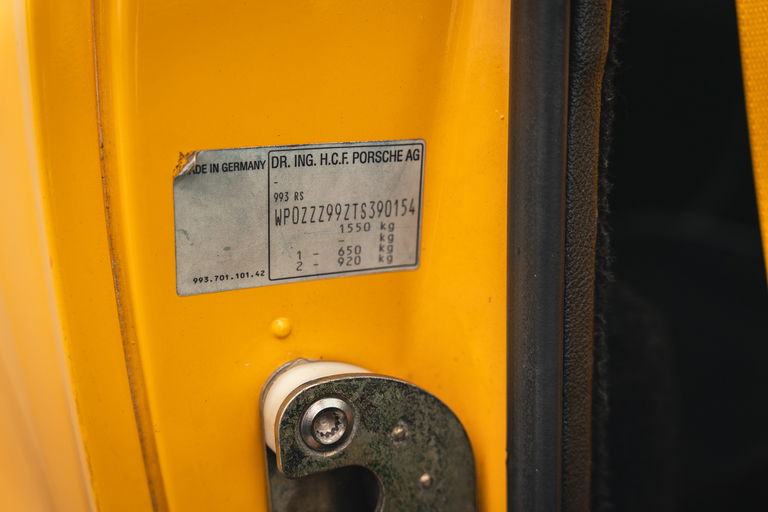 DE IN GERMANY
DR. ING. H.C.F. PORSCHE AG
-
993 RS
WP0ZZZ99ZTS390154
1550 kg
- kg
1 - 650 kg
2 - 920 kg
993.701.101.42